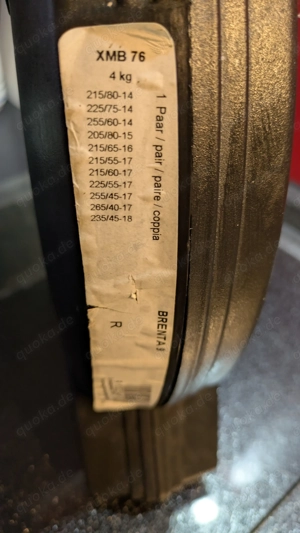 XMB 76
4 kg
215/80-14
225/75-14
255/60-14
205/80-15
215/65-16
215/55-17
215/60-17
225/55-17
255/45-17
265/40-17
235/45-18
1 Paar / pair / paire / coppia
BRENTA
R